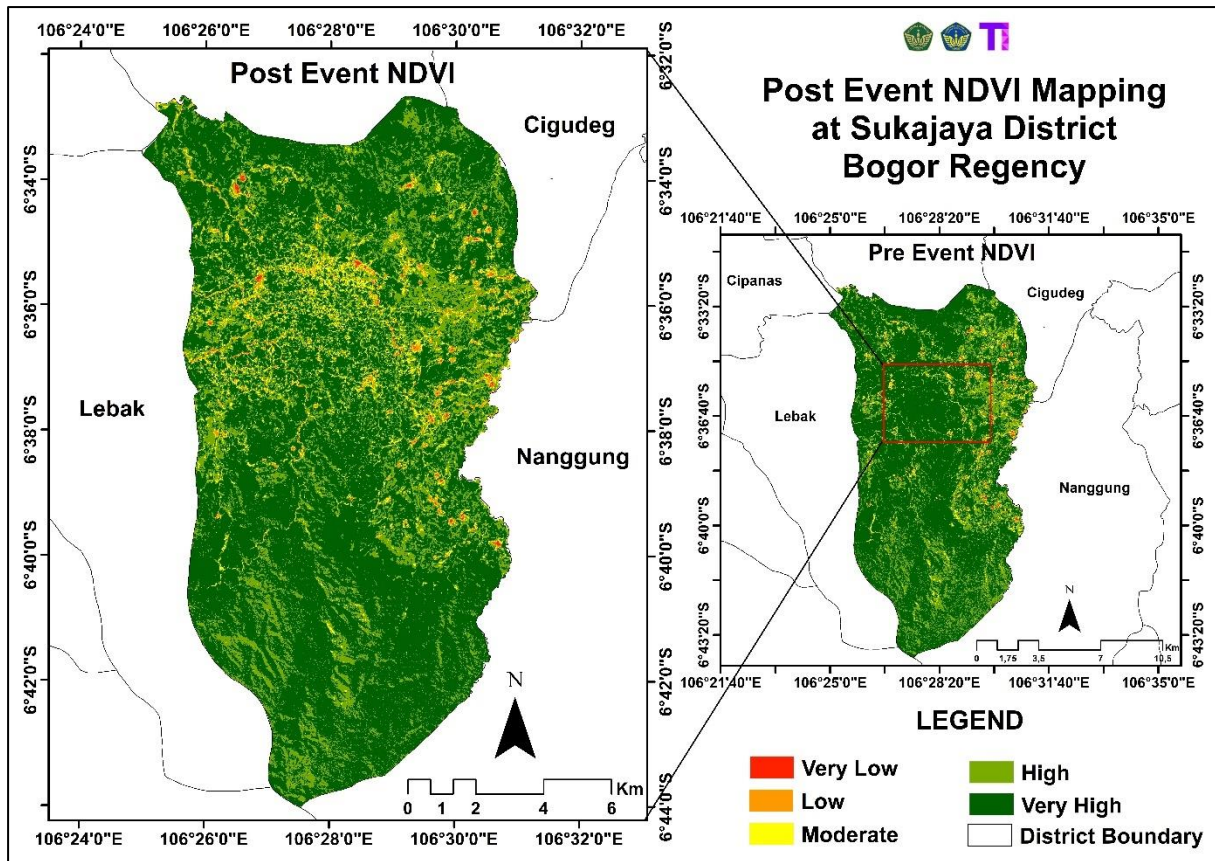 106°24'0"E 106°26'0"E 106°28'0"E 106°30'0"E 106°32'0"E
Post Event NDVI
Cigudeg
Lebak
Nanggung
6°34'0"S
6°36'0"S
6°38'0"S
6°40'0"S
6°42'0"S
6°32'0"S
6°34'0"S
6°36'0"S
6°38'0"S
6°40'0"S
6°42'0"S
6°44'0"S
N
0 1 2 4 6 Km
106°24'0"E 106°26'0"E 106°28'0"E 106°30'0"E 106°32'0"E
Post Event NDVI Mapping
at Sukajaya District
Bogor Regency
106°21'40"E 106°25'0"E 106°28'20"E 106°31'40"E 106°35'0"E
Pre Event NDVI
Cipanas
Cigudeg
Lebak
Nanggung
6°33'20"S
6°36'40"S
6°40'0"S
6°43'20"S
6°33'20"S
6°36'40"S
6°40'0"S
6°43'20"S
N
0 1,75 3,5 7 10,5 Km
106°21'40"E 106°25'0"E 106°28'20"E 106°31'40"E 106°35'0"E
LEGEND
Very Low
Low
Moderate
High
Very High
District Boundary